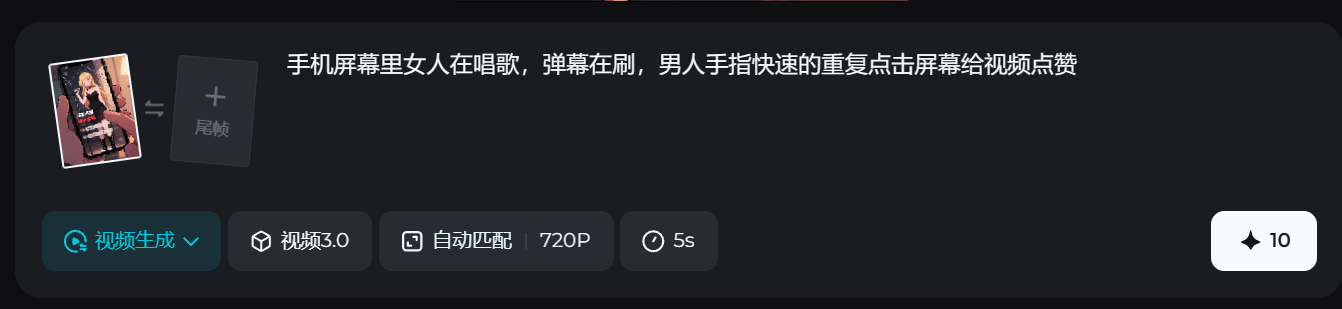 手机屏幕里女人在唱歌，弹幕在刷，男人手指快速的重复点击屏幕给视频点赞
尾帧
视频生成 视频3.0 自动匹配 720P 5s 10